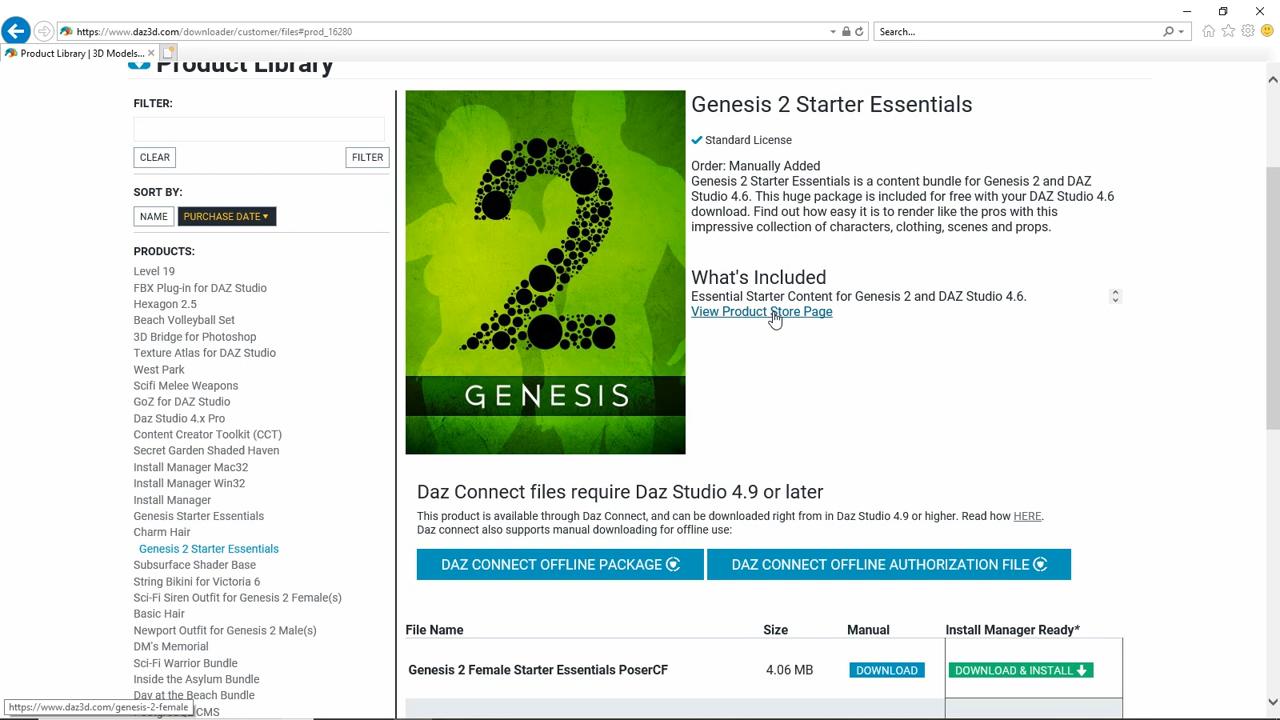 https://www.daz3d.com/downloader/customer/files#prod_16280
Search...
Product Library | 3D Models...
Product Library
FILTER:
CLEAR
FILTER
SORT BY:
NAME
PURCHASE DATE ▼
PRODUCTS:
Level 19
FBX Plug-in for DAZ Studio
Hexagon 2.5
Beach Volleyball Set
3D Bridge for Photoshop
Texture Atlas for DAZ Studio
West Park
Scifi Melee Weapons
GoZ for DAZ Studio
Daz Studio 4.x Pro
Content Creator Toolkit (CCT)
Secret Garden Shaded Haven
Install Manager Mac32
Install Manager Win32
Install Manager
Genesis Starter Essentials
Charm Hair
Genesis 2 Starter Essentials
Subsurface Shader Base
String Bikini for Victoria 6
Sci-Fi Siren Outfit for Genesis 2 Female(s)
Basic Hair
Newport Outfit for Genesis 2 Male(s)
DM's Memorial
Sci-Fi Warrior Bundle
Inside the Asylum Bundle
Day at the Beach Bundle
CMS
https://www.daz3d.com/genesis-2-female
2
GENESIS
Genesis 2 Starter Essentials
Standard License
Order: Manually Added
Genesis 2 Starter Essentials is a content bundle for Genesis 2 and DAZ
Studio 4.6. This huge package is included for free with your DAZ Studio 4.6
download. Find out how easy it is to render like the pros with this
impressive collection of characters, clothing, scenes and props.
What's Included
Essential Starter Content for Genesis 2 and DAZ Studio 4.6.
View Product Store Page
Daz Connect files require Daz Studio 4.9 or later
This product is available through Daz Connect, and can be downloaded right from in Daz Studio 4.9 or higher. Read how HERE.
Daz connect also supports manual downloading for offline use:
DAZ CONNECT OFFLINE PACKAGE
DAZ CONNECT OFFLINE AUTHORIZATION FILE
File Name Size Manual Install Manager Ready*
Genesis 2 Female Starter Essentials PoserCF 4.06 MB DOWNLOAD DOWNLOAD & INSTALL